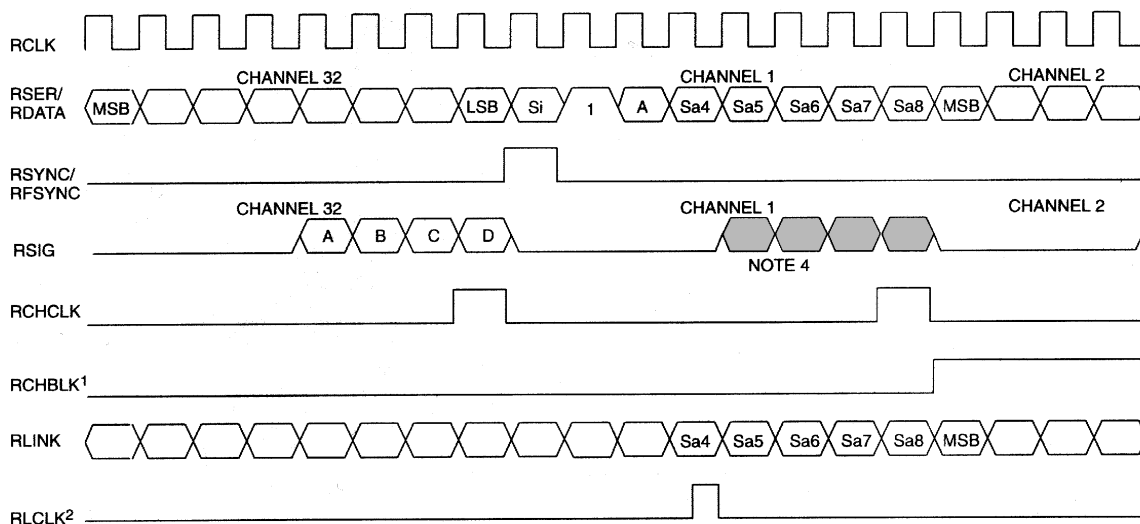 RCLK
CHANNEL 32 CHANNEL 1 CHANNEL 2
RSER/
RDATA
MSB LSB Si 1 A Sa4 Sa5 Sa6 Sa7 Sa8 MSB
RSYNC/
RFSYNC
CHANNEL 32 CHANNEL 1 CHANNEL 2
RSIG A B C D
NOTE 4
RCHCLK
RCHBLK1
RLINK Sa4 Sa5 Sa6 Sa7 Sa8 MSB
RLCLK2